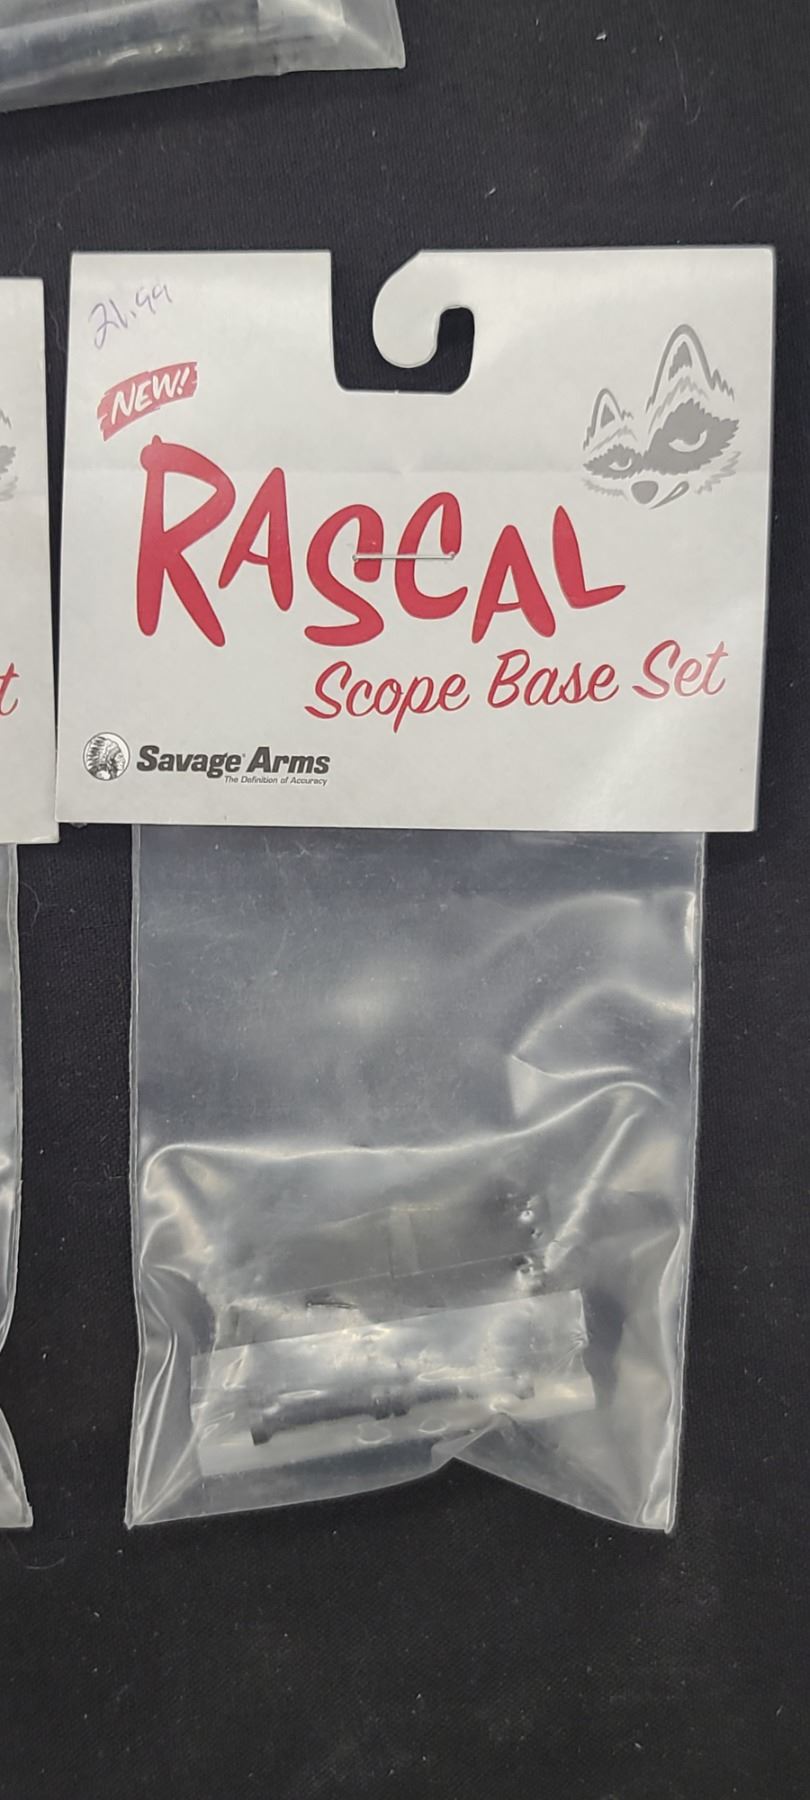 21.99
NEW!
RASCAL
Scope Base Set
Savage Arms
The Definition of Accuracy
t